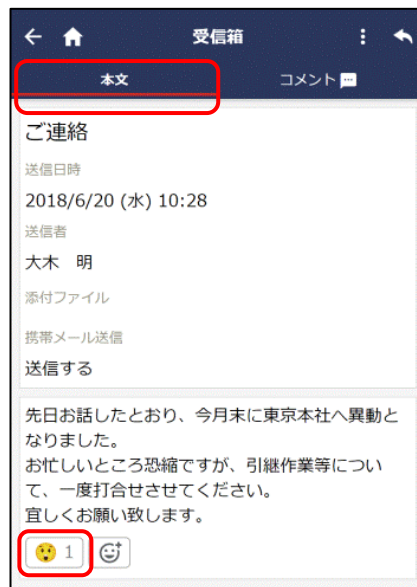 受信箱
本文 コメント
ご連絡
送信日時
2018/6/20 (水) 10:28
送信者
大木　明
添付ファイル
携帯メール送信
送信する
先日お話したとおり、今月末に東京本社へ異動と
なりました。
お忙しいところ恐縮ですが、引継作業等につい
て、一度打合せさせてください。
宜しくお願い致します。
1